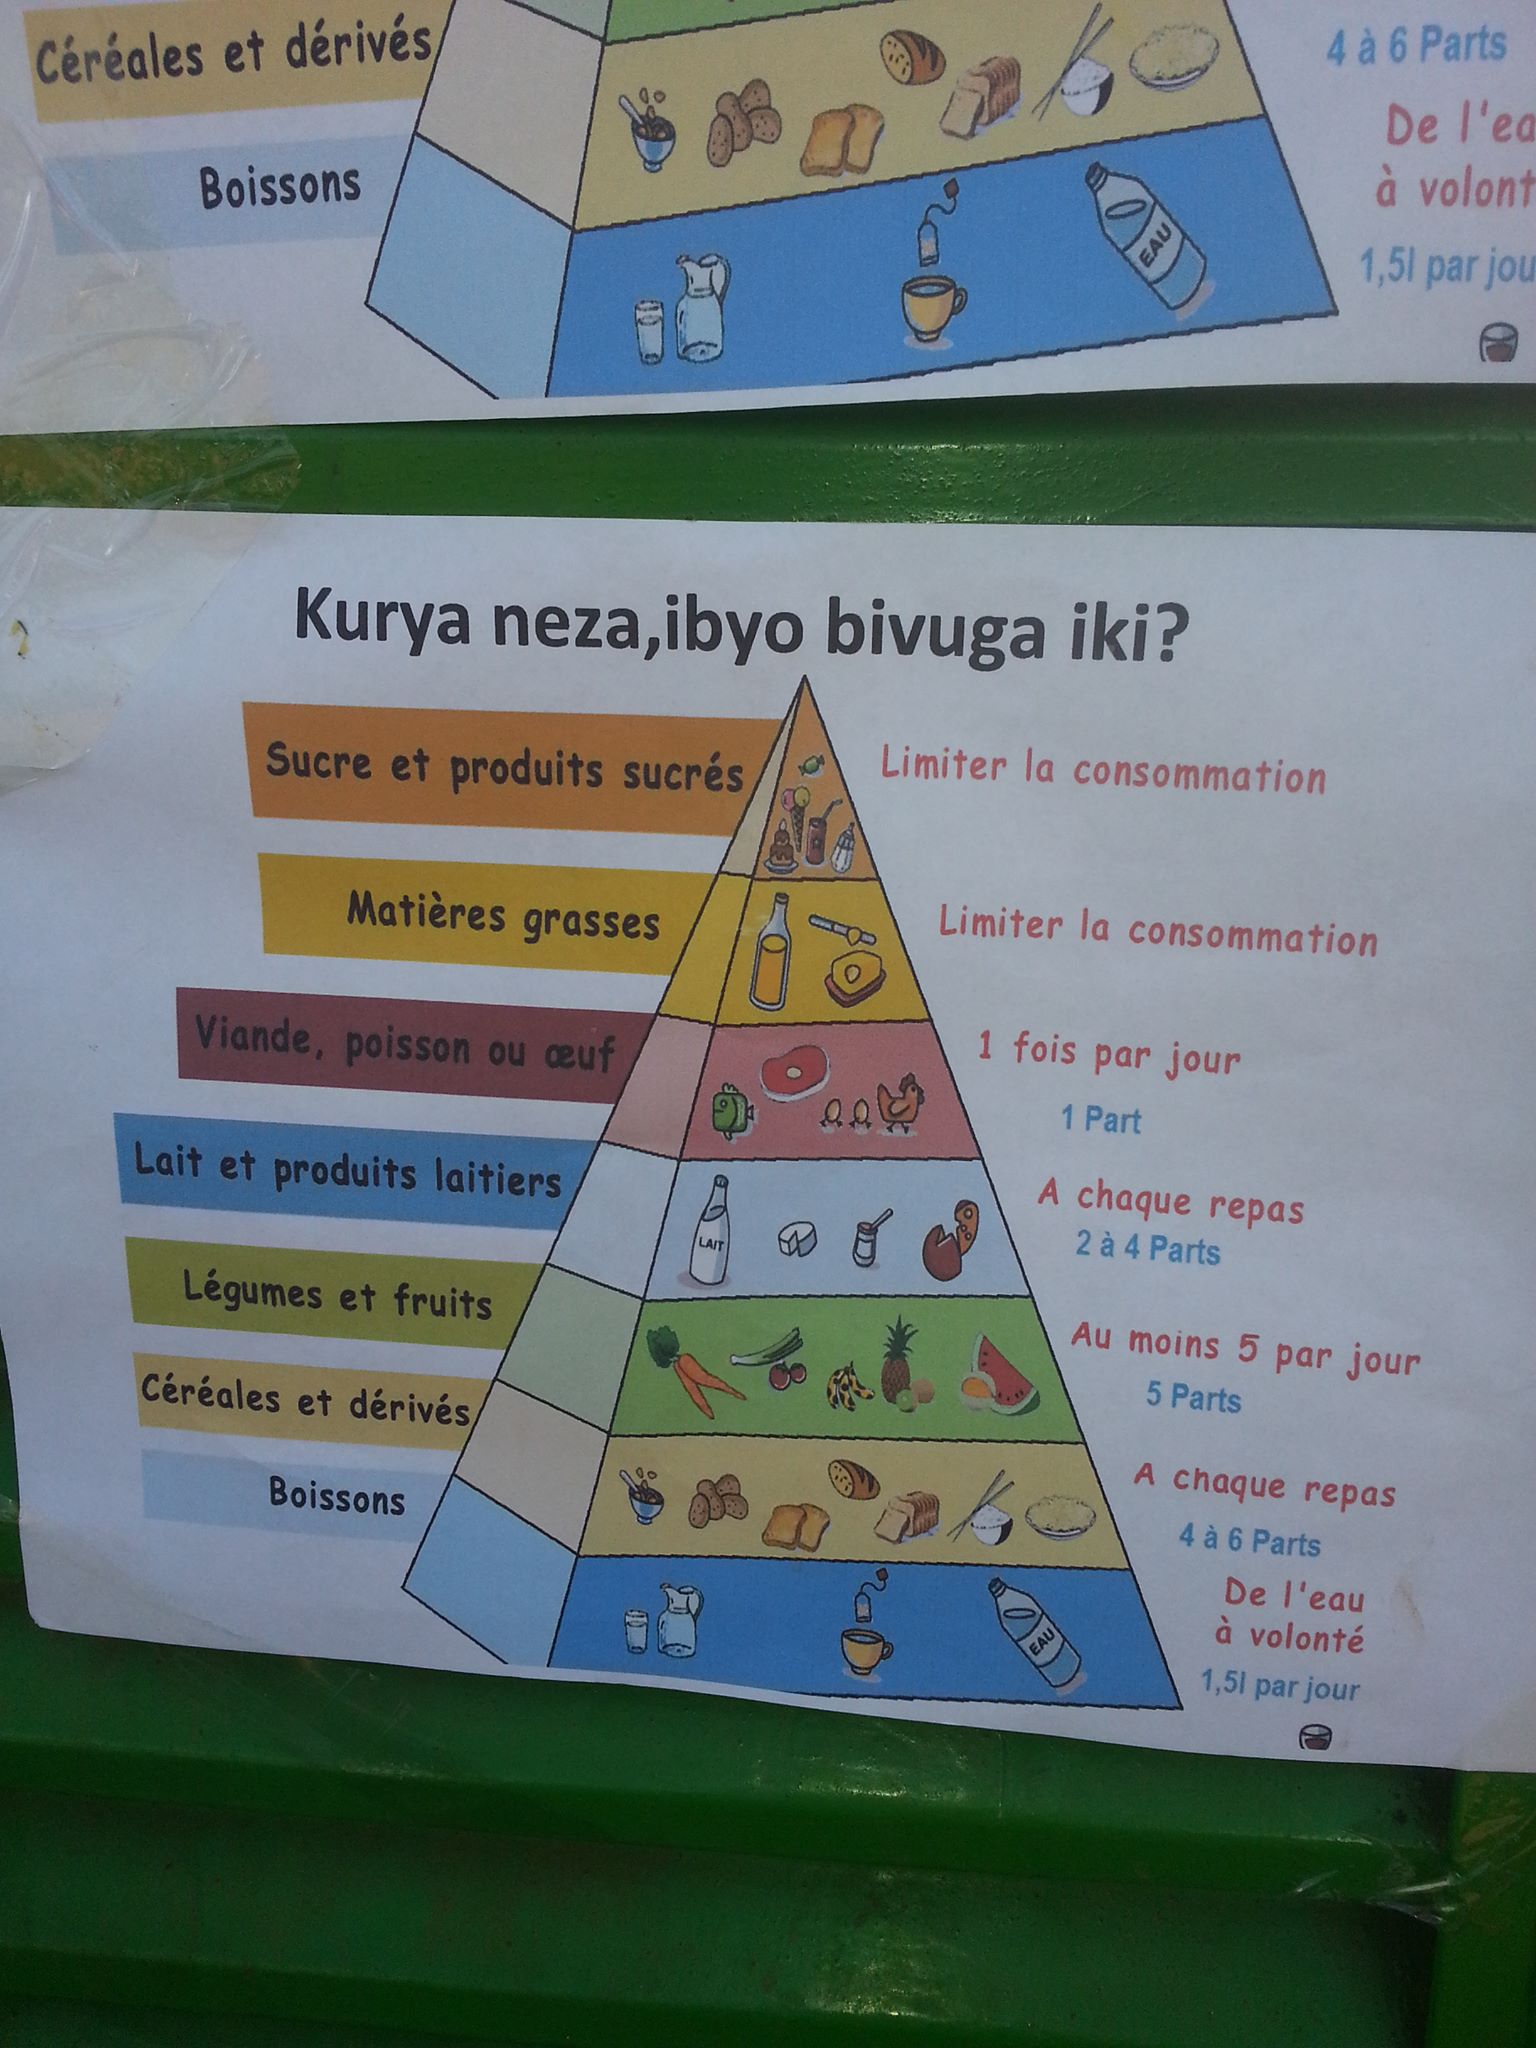 Céréales et dérivés
4 à 6 Parts
De l'ea
à volont
Boissons
1,5l par jou
EAU
Kurya neza,ibyo bivuga iki?
Sucre et produits sucrés
Limiter la consommation
Matières grasses
Limiter la consommation
Viande, poisson ou œuf
1 fois par jour
1 Part
Lait et produits laitiers
LAIT
A chaque repas
2 à 4 Parts
Légumes et fruits
Au moins 5 par jour
5 Parts
Céréales et dérivés
A chaque repas
4 à 6 Parts
Boissons
EAU
De l'eau
à volonté
1,5l par jour